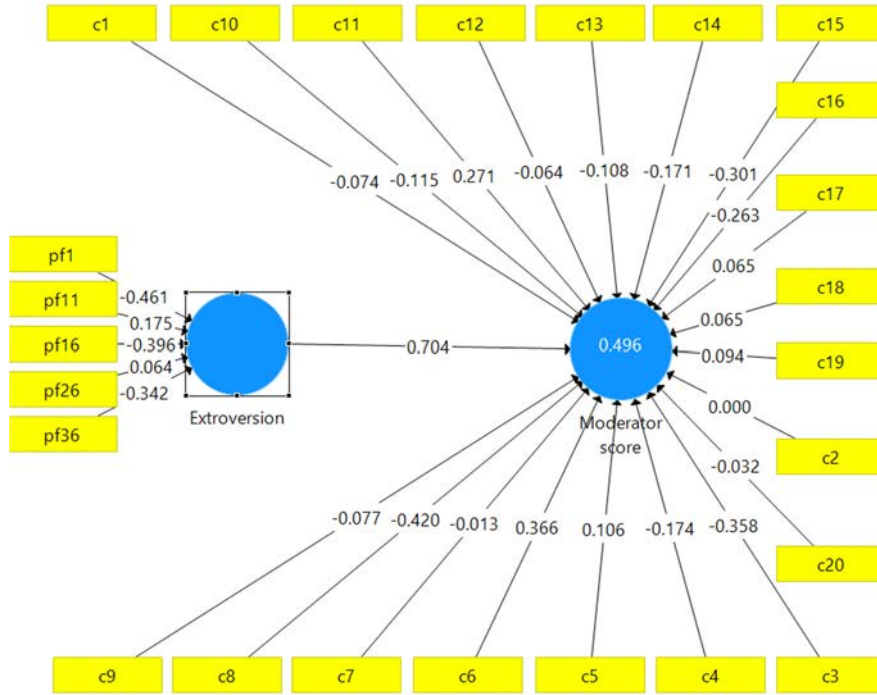 c1
c10
c11
c12
c13
c14
c15
c16
c17
c18
c19
c2
c20
c3
c4
c5
c6
c7
c8
c9
-0.074
-0.115
0.271
-0.064
-0.108
-0.171
-0.301
-0.263
0.065
0.065
0.094
0.000
-0.032
-0.358
-0.174
0.106
0.366
-0.013
-0.420
-0.077
pf1
pf11
pf16
pf26
pf36
-0.461
0.175
-0.396
0.064
-0.342
Extroversion
0.704
0.496
Moderator
score